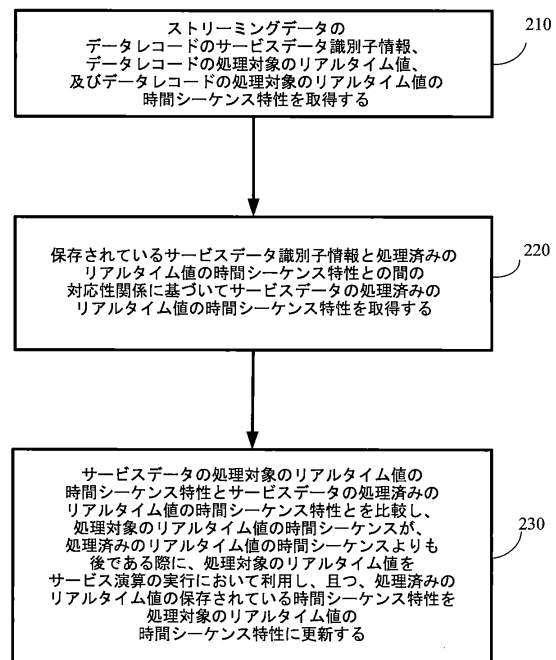 ストリーミングデータの
データレコードのサービスデータ識別子情報、
データレコードの処理対象のリアルタイム値、
及びデータレコードの処理対象のリアルタイム値の
時間シーケンス特性を取得する
210
保存されているサービスデータ識別子情報と処理済みの
リアルタイム値の時間シーケンス特性との間の
対応性関係に基づいてサービスデータの処理済みの
リアルタイム値の時間シーケンス特性を取得する
220
サービスデータの処理対象のリアルタイム値の
時間シーケンス特性とサービスデータの処理済みの
リアルタイム値の時間シーケンス特性とを比較し、
処理対象のリアルタイム値の時間シーケンスが、
処理済みのリアルタイム値の時間シーケンスよりも
後である際に、処理対象のリアルタイム値を
サービス演算の実行において利用し、且つ、処理済みの
リアルタイム値の保存されている時間シーケンス特性を
処理対象のリアルタイム値の
時間シーケンス特性に更新する
230